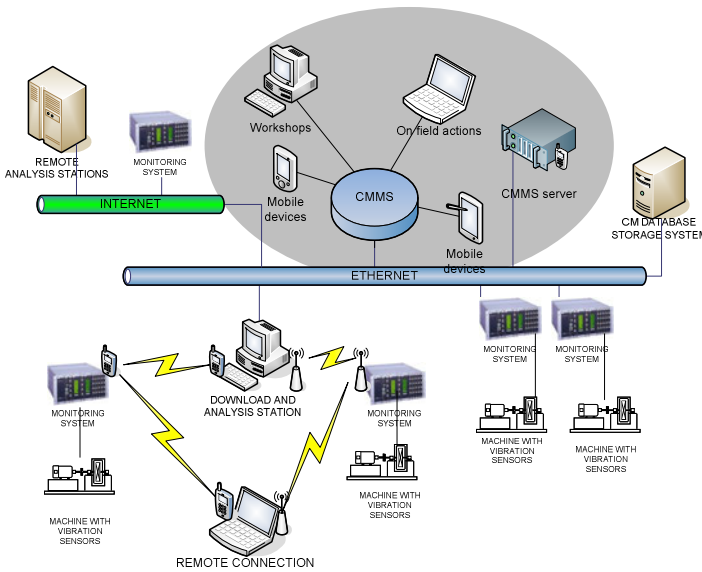 Workshops
On field actions
CMMS server
CMMS
Mobile
devices
Mobile
devices
REMOTE
ANALYSIS STATIONS
MONITORING
SYSTEM
INTERNET
CM DATABASE
STORAGE SYSTEM
ETHERNET
MONITORING
SYSTEM
MONITORING
SYSTEM
DOWNLOAD AND
ANALYSIS STATION
MONITORING
SYSTEM
MONITORING
SYSTEM
MACHINE WITH
VIBRATION
SENSORS
MACHINE WITH
VIBRATION
SENSORS
MACHINE WITH
VIBRATION
SENSORS
MACHINE WITH
VIBRATION
SENSORS
REMOTE CONNECTION